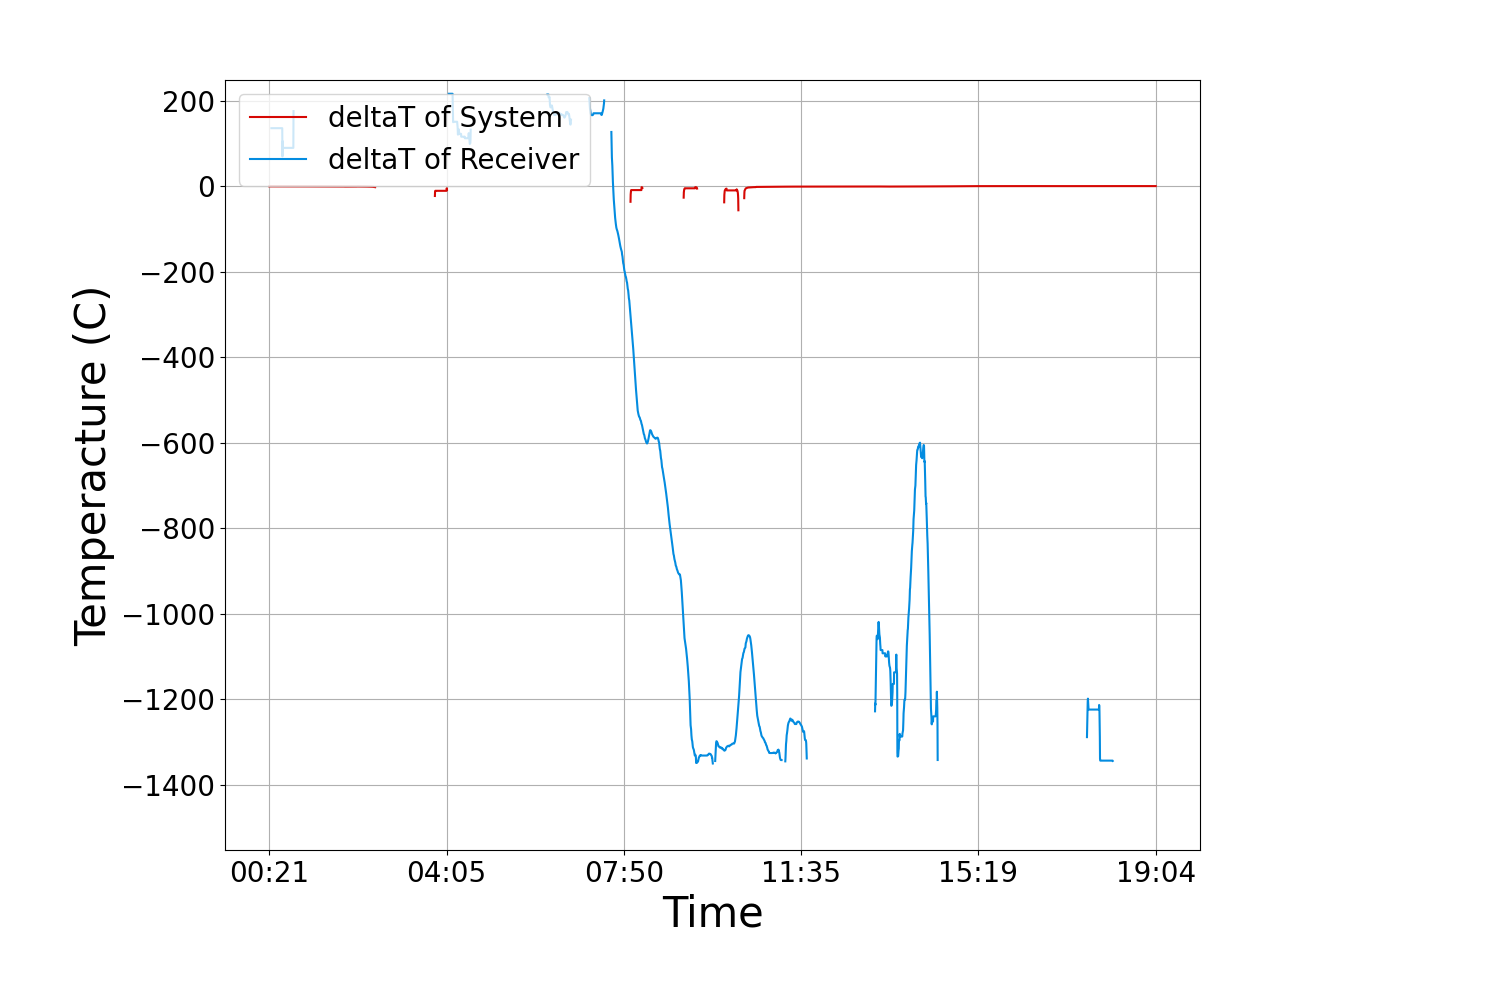 deltaT of System
deltaT of Receiver
200
0
−200
−400
−600
−800
−1000
−1200
−1400
Temperacture (C)
00:21 04:05 07:50 11:35 15:19 19:04
Time